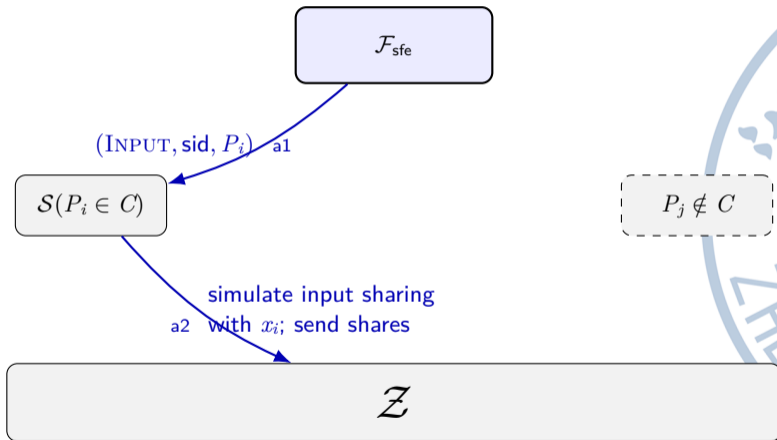 𝓕sfe
(INPUT, sid, Pᵢ) a1
𝒮(Pᵢ ∈ C)
Pⱼ ∉ C
simulate input sharing
a2 with xᵢ; send shares
𝒵